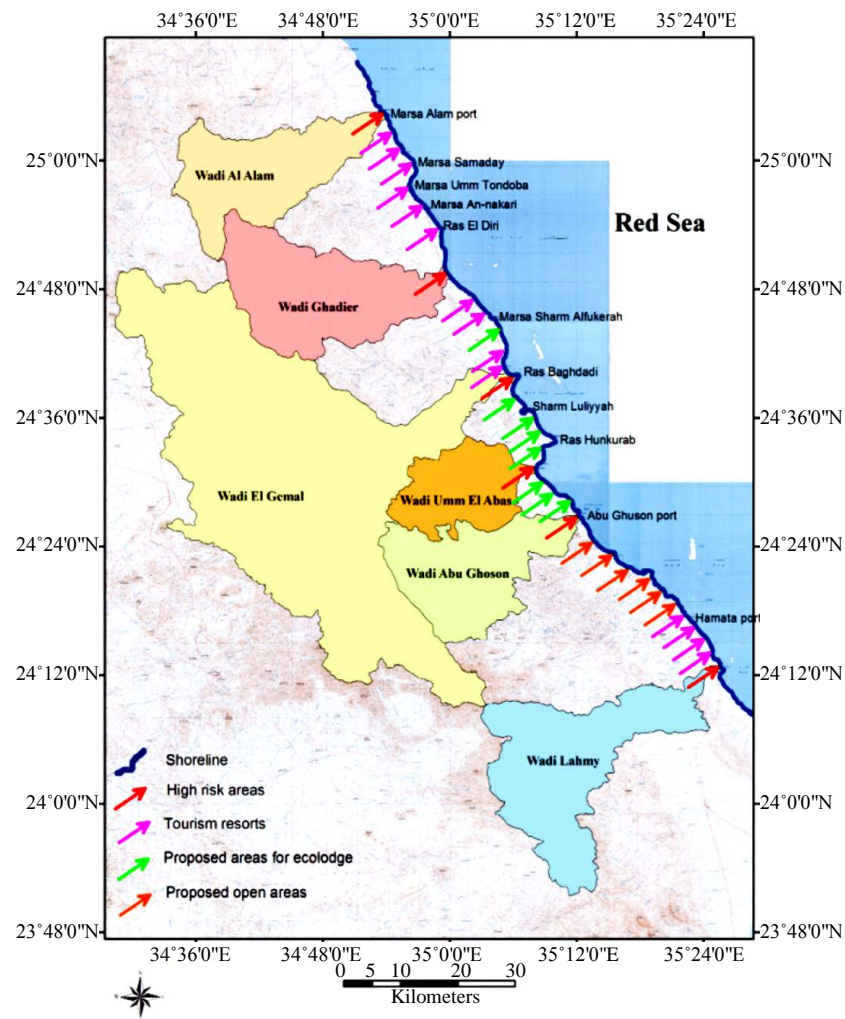 34°36'0"E 34°48'0"E 35°0'0"E 35°12'0"E 35°24'0"E
Marsa Alam port
25°0'0"N 25°0'0"N
Marsa Samaday
Wadi Al Alam
Marsa Umm Tondoba
Marsa An-nakari
Ras El Diri
Red Sea
24°48'0"N 24°48'0"N
Wadi Ghadier
Marsa Sharm Alfukerah
Ras Baghdadi
Sharm Luliyyah
24°36'0"N 24°36'0"N
Ras Hunkurab
Wadi El Gemal
Wadi Umm El Abas
Abu Ghuson port
24°24'0"N 24°24'0"N
Wadi Abu Ghoson
Hamata port
24°12'0"N 24°12'0"N
Wadi Lahmy
Shoreline
High risk areas
24°0'0"N 24°0'0"N
Tourism resorts
Proposed areas for ecolodge
Proposed open areas
23°48'0"N 23°48'0"N
34°36'0"E 34°48'0"E 35°0'0"E 35°12'0"E 35°24'0"E
0 5 10 20 30
Kilometers